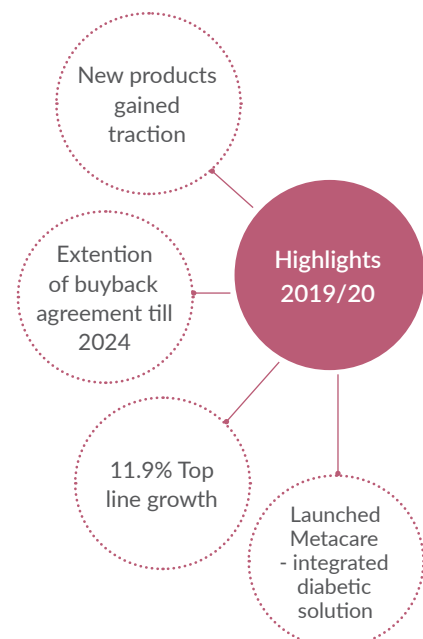 New products
gained
traction
Highlights
2019/20
Extention
of buyback
agreement till
2024
11.9% Top
line growth
Launched
Metacare
- integrated
diabetic
solution